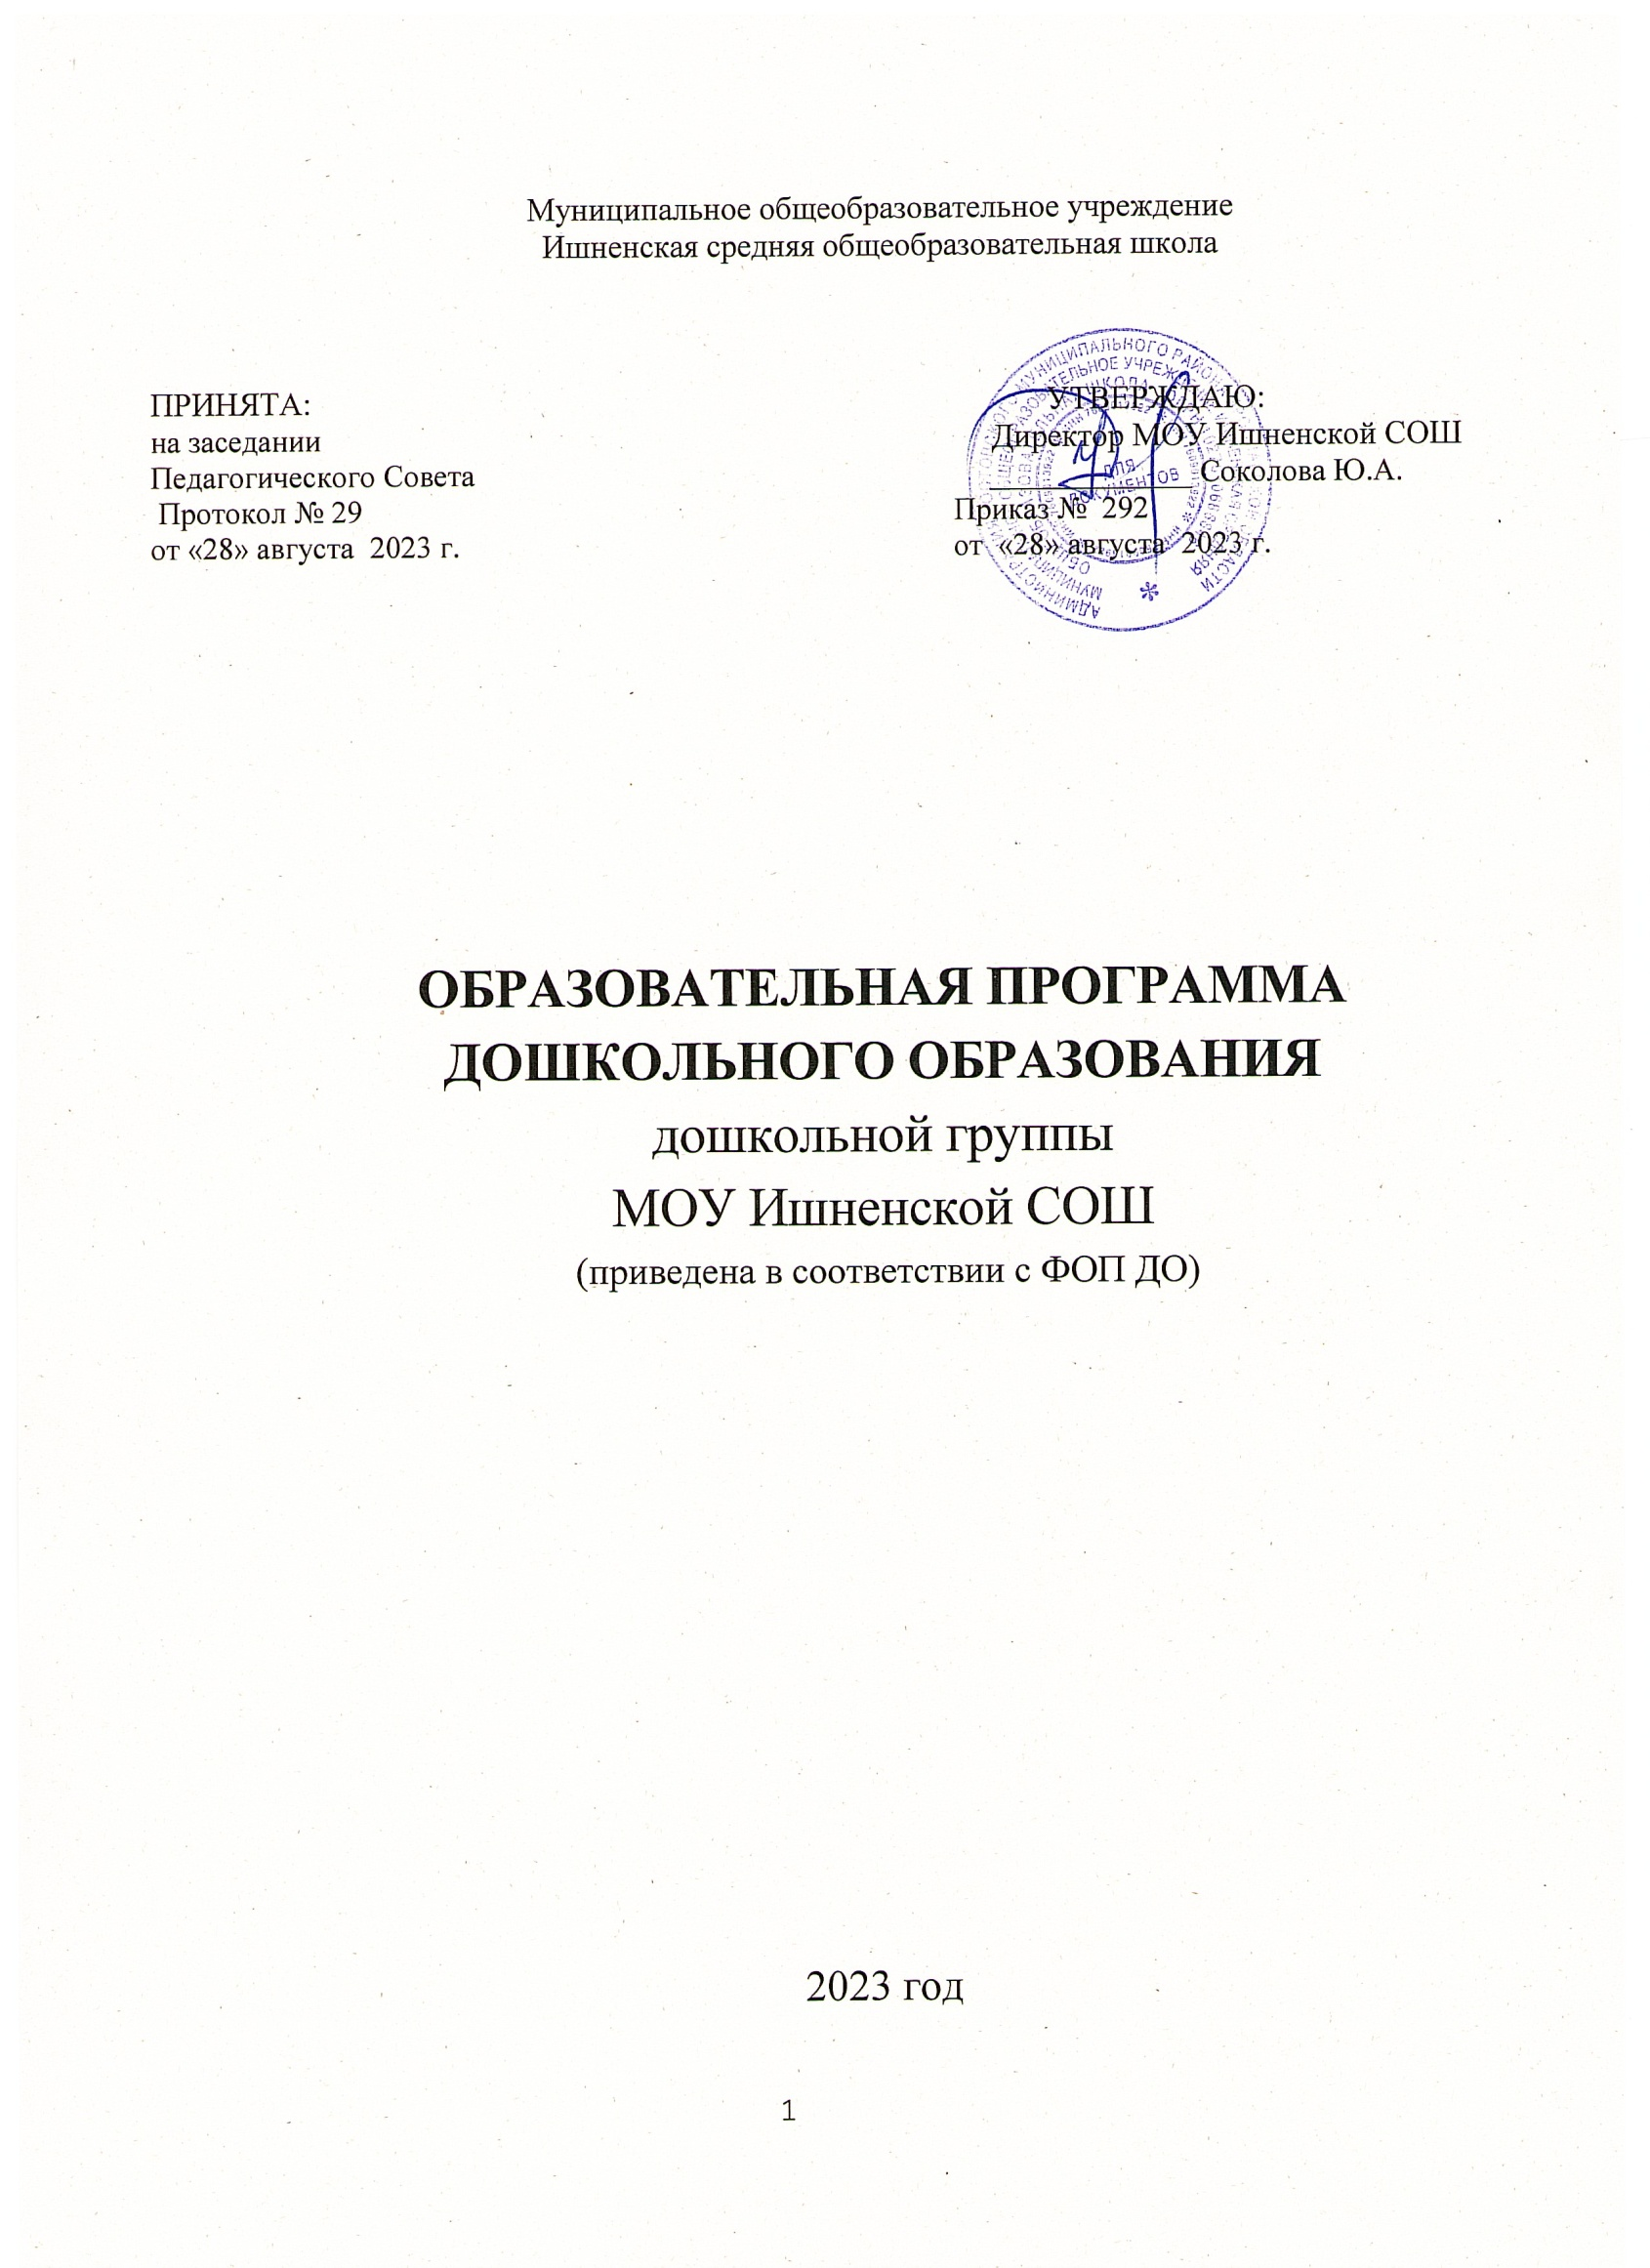 Муниципальное общеобразовательное учреждение
Ишненская средняя общеобразовательная школа
ПРИНЯТА:
на заседании
Педагогического Совета
Протокол № 29
от «28» августа 2023 г.
УТВЕРЖДАЮ:
Директор МОУ Ишненской СОШ
Соколова Ю.А.
Приказ № 292
от «28» августа 2023 г.
ДЛЯ
ДОКУМЕНТОВ
ОБРАЗОВАТЕЛЬНАЯ ПРОГРАММА
ДОШКОЛЬНОГО ОБРАЗОВАНИЯ
дошкольной группы
МОУ Ишненской СОШ
(приведена в соответствии с ФОП ДО)
2023 год
1